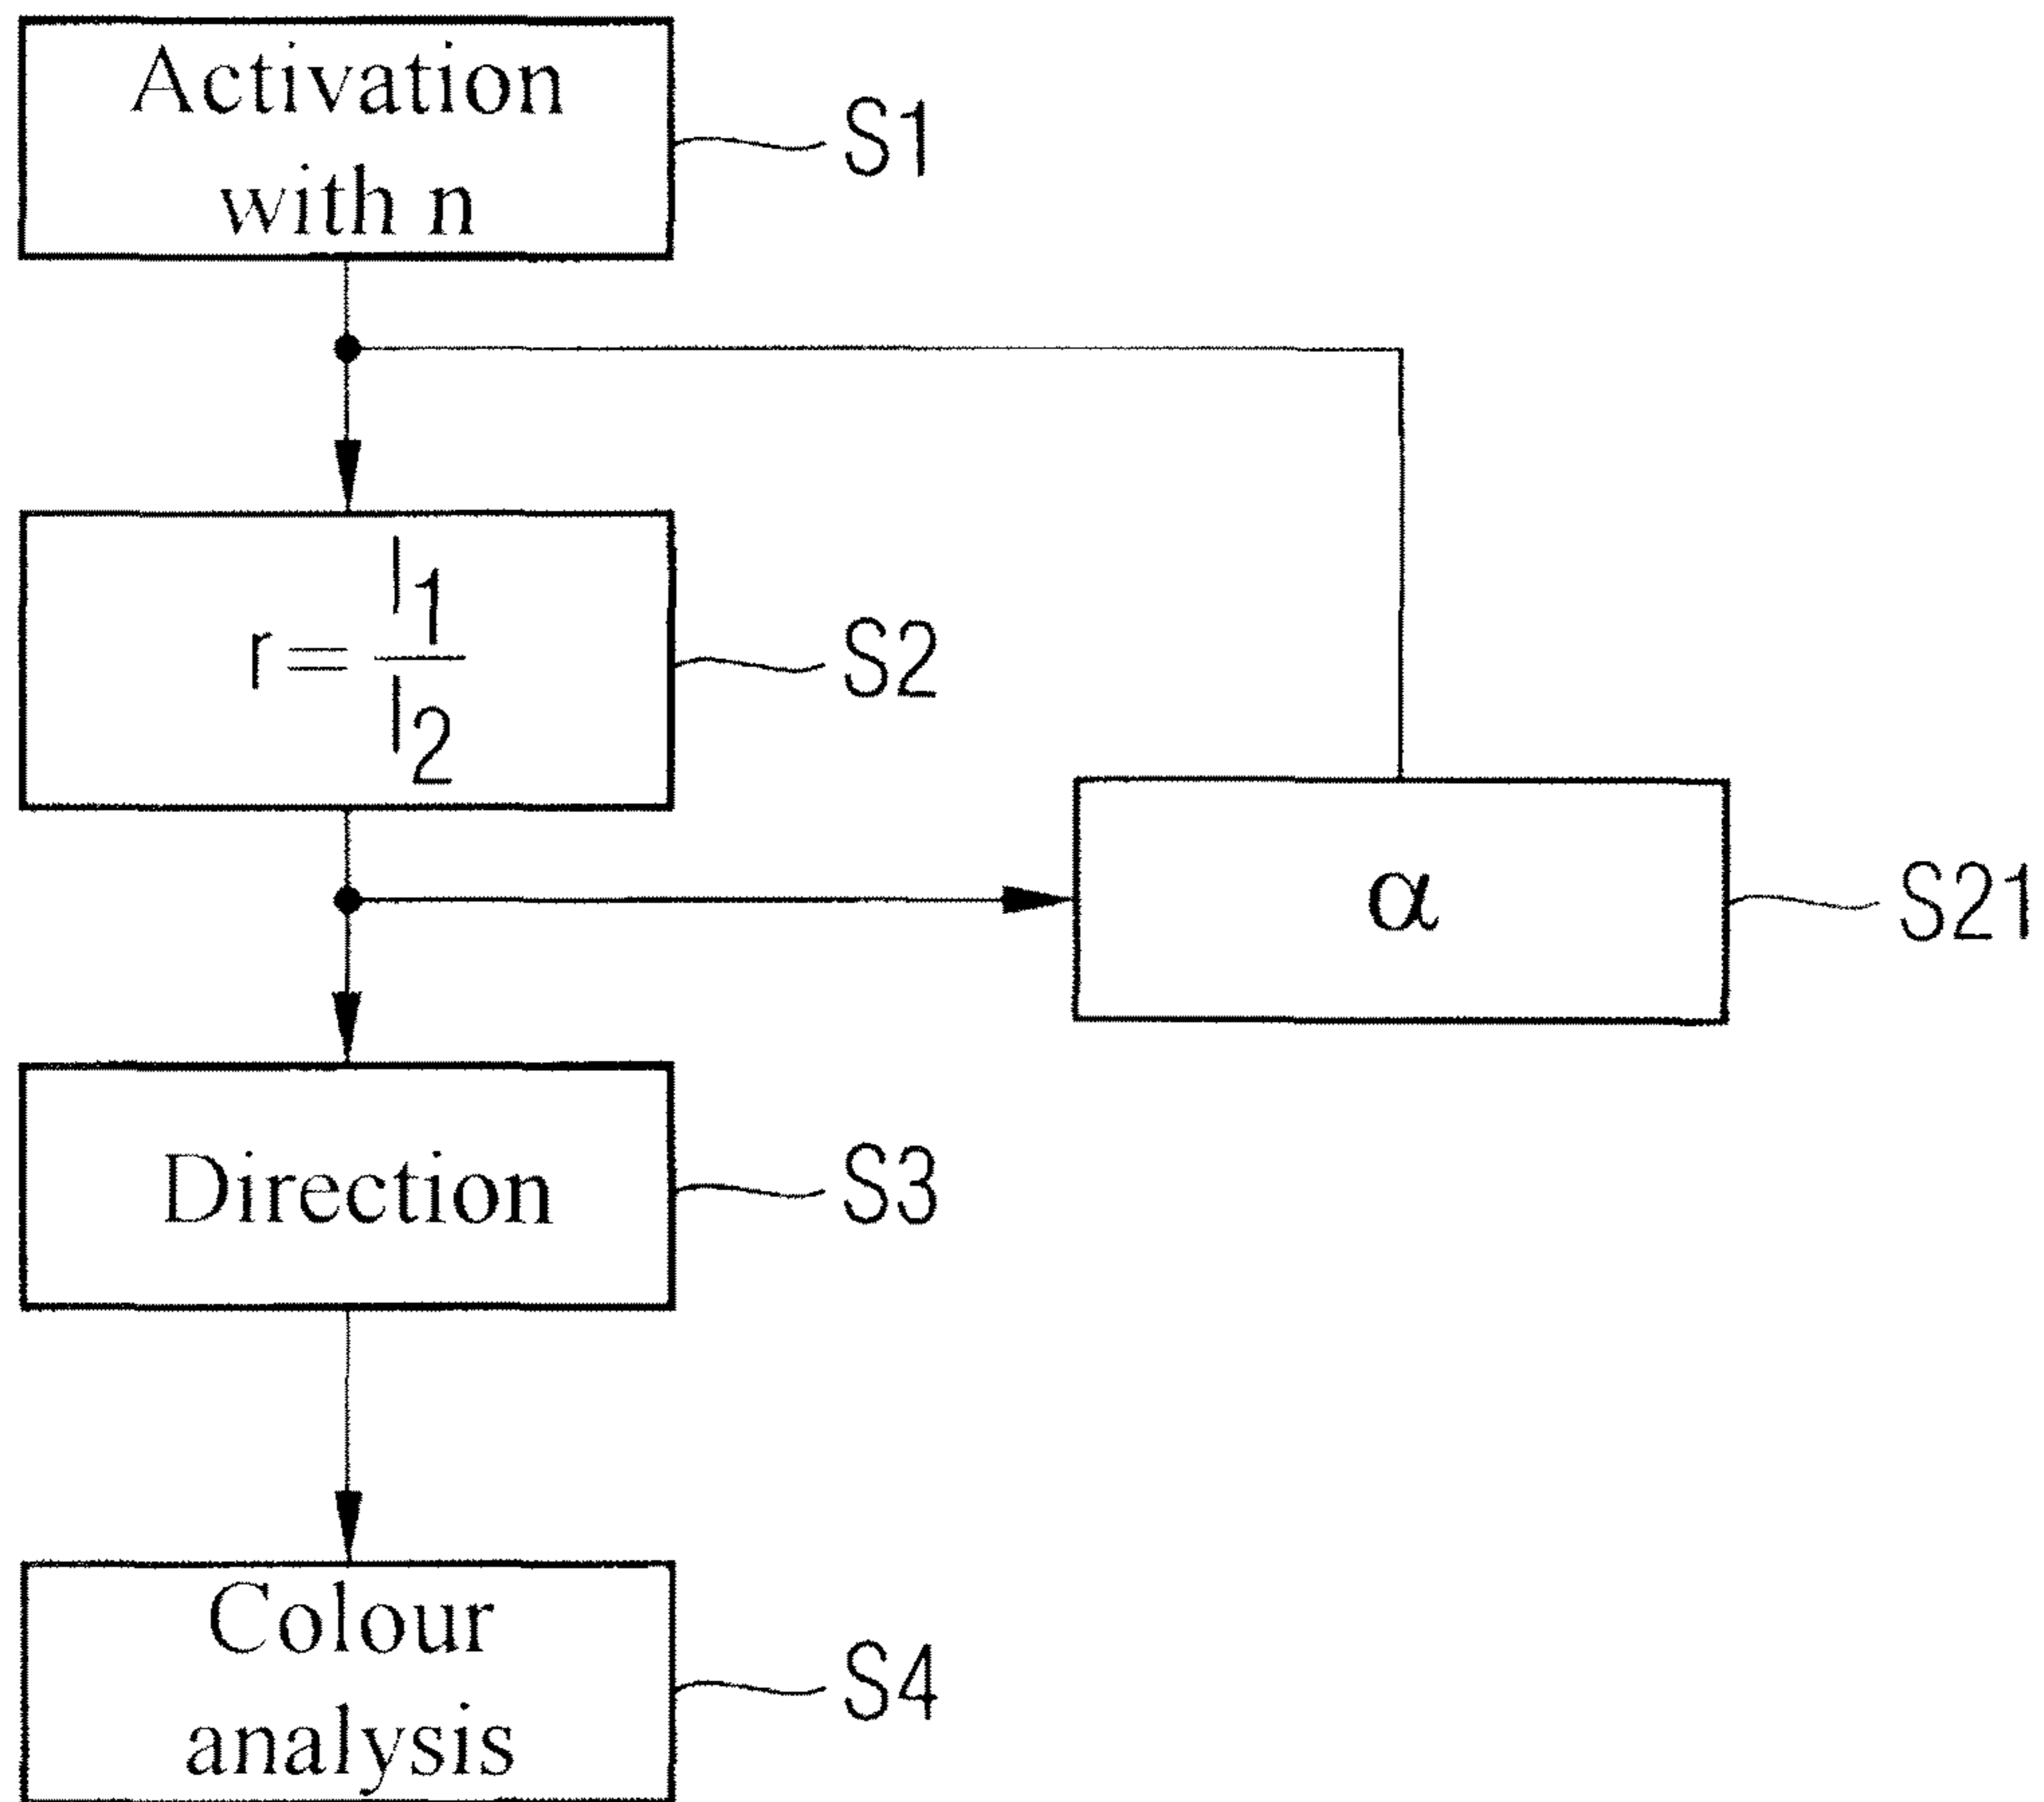 Activation
with n
S1
r = I1/I2
S2
α
S21
Direction
S3
Colour
analysis
S4